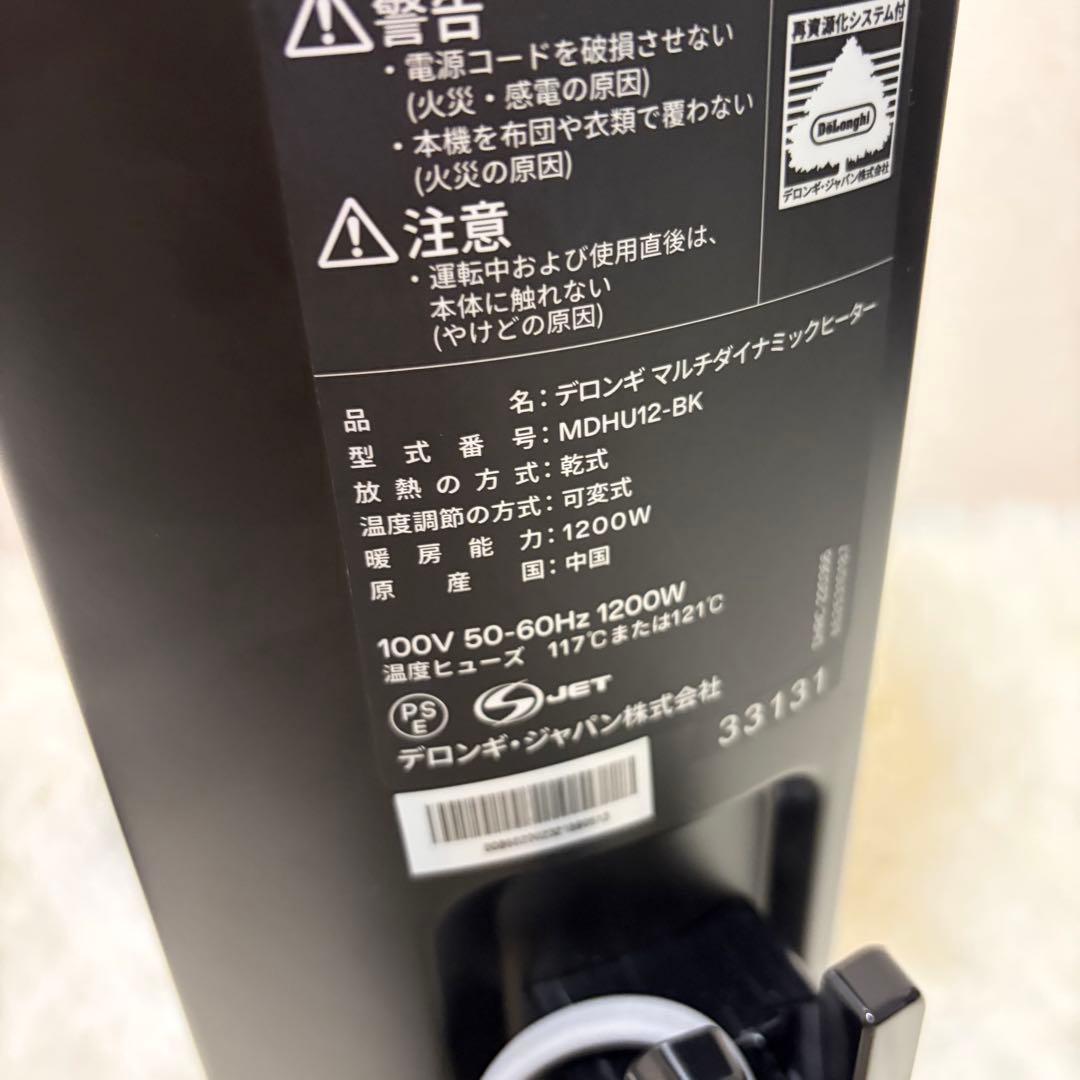 警告
・電源コードを破損させない
(火災・感電の原因)
・本機を布団や衣類で覆わない
(火災の原因)
注意
・運転中および使用直後は、
本体に触れない
(やけどの原因)
再資源化システム付
DeLonghi
デロンギ・ジャパン株式会社
品名：デロンギ マルチダイナミックヒーター
型式番号：MDHU12-BK
放熱の方式：乾式
温度調節の方式：可変式
暖房能力：1200W
原産国：中国
100V 50-60Hz 1200W
温度ヒューズ 117℃または121℃
PS
E
JET
デロンギ・ジャパン株式会社
33131